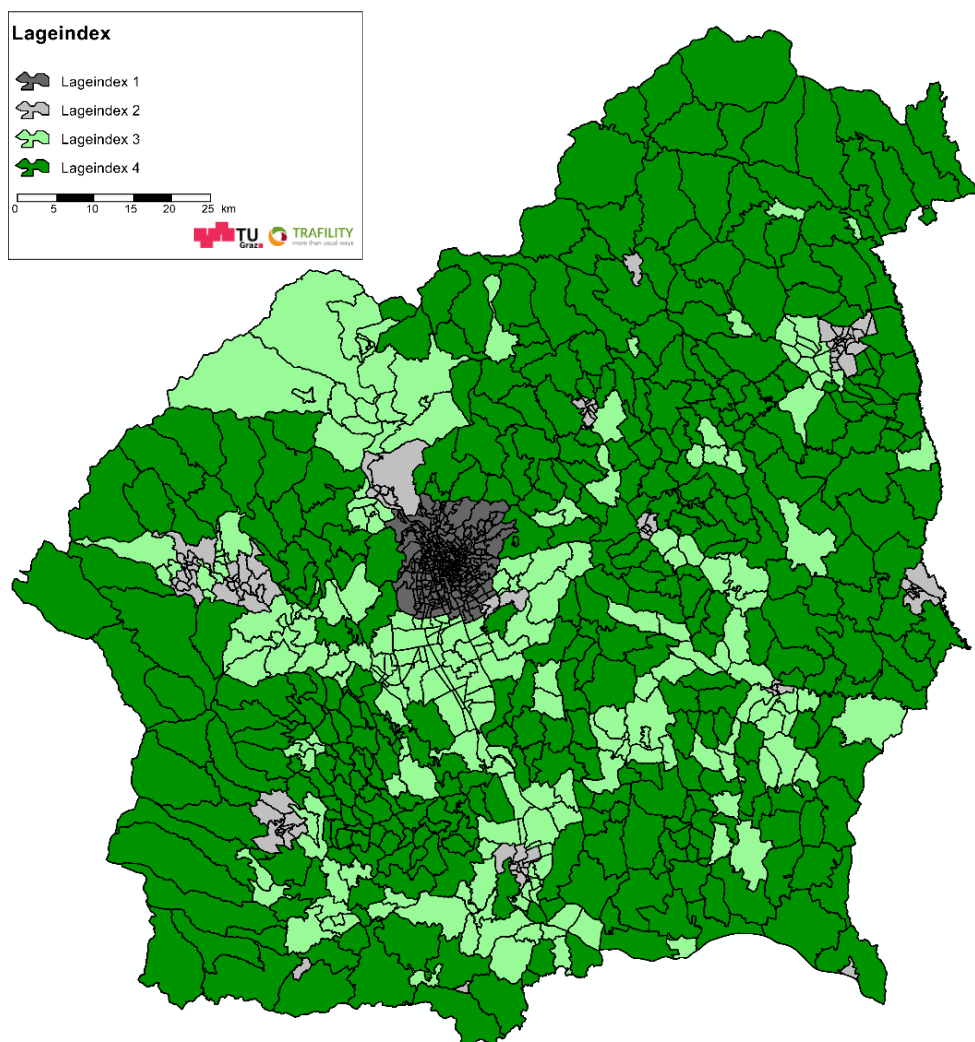 Lageindex
Lageindex 1
Lageindex 2
Lageindex 3
Lageindex 4
0 5 10 15 20 25 km
TU Graz TRAFILITY
more than usual ways